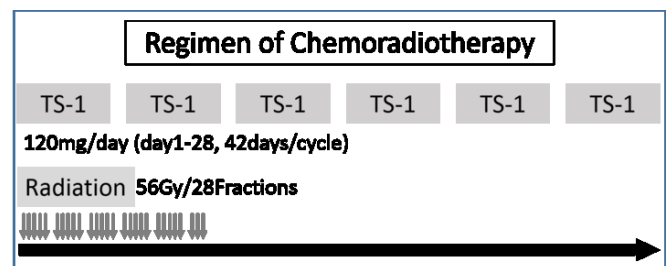 Regimen of Chemoradiotherapy
TS-1 TS-1 TS-1 TS-1 TS-1 TS-1
120mg/day (day1-28, 42days/cycle)
Radiation 56Gy/28Fractions